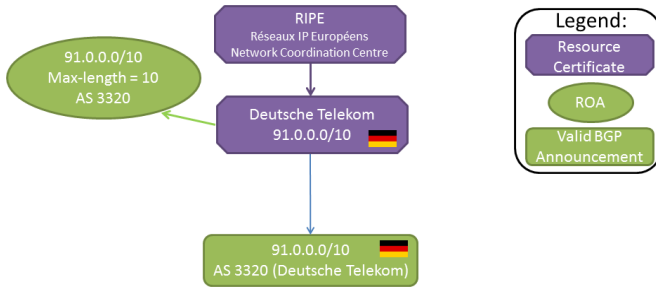 RIPE
Réseaux IP Européens
Network Coordination Centre
91.0.0.0/10
Max-length = 10
AS 3320
Deutsche Telekom
91.0.0.0/10
91.0.0.0/10
AS 3320 (Deutsche Telekom)
Legend:
Resource
Certificate
ROA
Valid BGP
Announcement